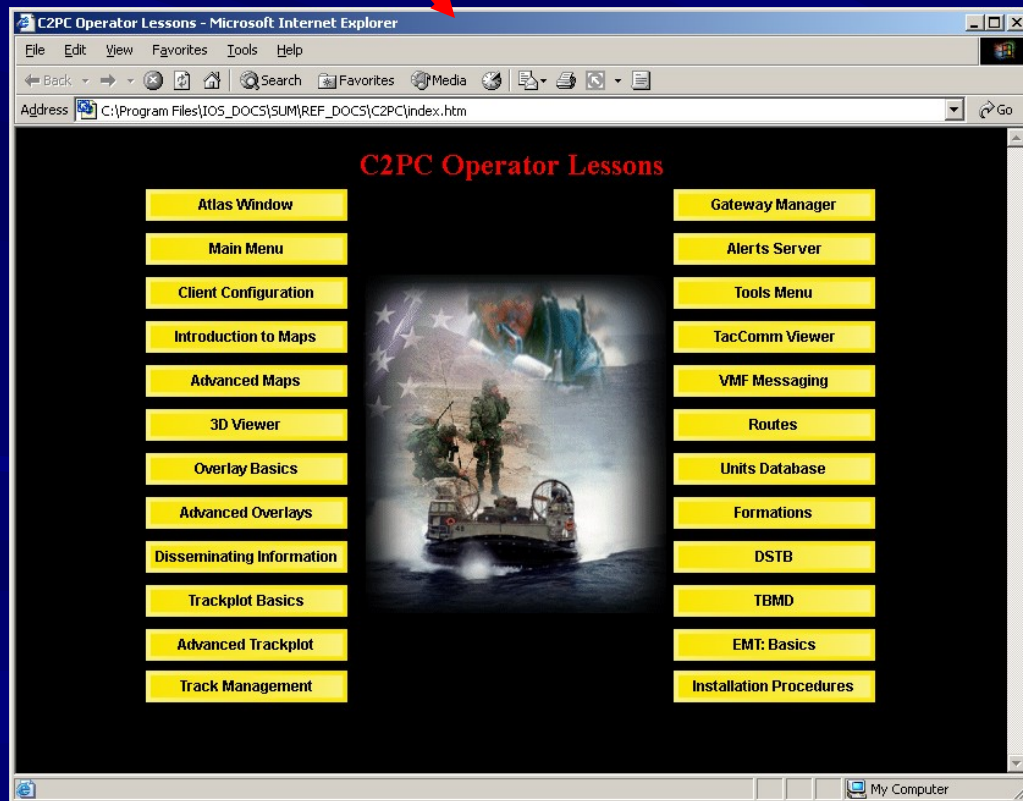 C2PC Operator Lessons - Microsoft Internet Explorer
File Edit View Favorites Tools Help
Back Search Favorites Media
Address C:\Program Files\IOS_DOCS\SUM\REF_DOCS\C2PC\index.htm Go
C2PC Operator Lessons
Atlas Window
Main Menu
Client Configuration
Introduction to Maps
Advanced Maps
3D Viewer
Overlay Basics
Advanced Overlays
Disseminating Information
Trackplot Basics
Advanced Trackplot
Track Management
Gateway Manager
Alerts Server
Tools Menu
TacComm Viewer
VMF Messaging
Routes
Units Database
Formations
DSTB
TBMD
EMT: Basics
Installation Procedures
My Computer